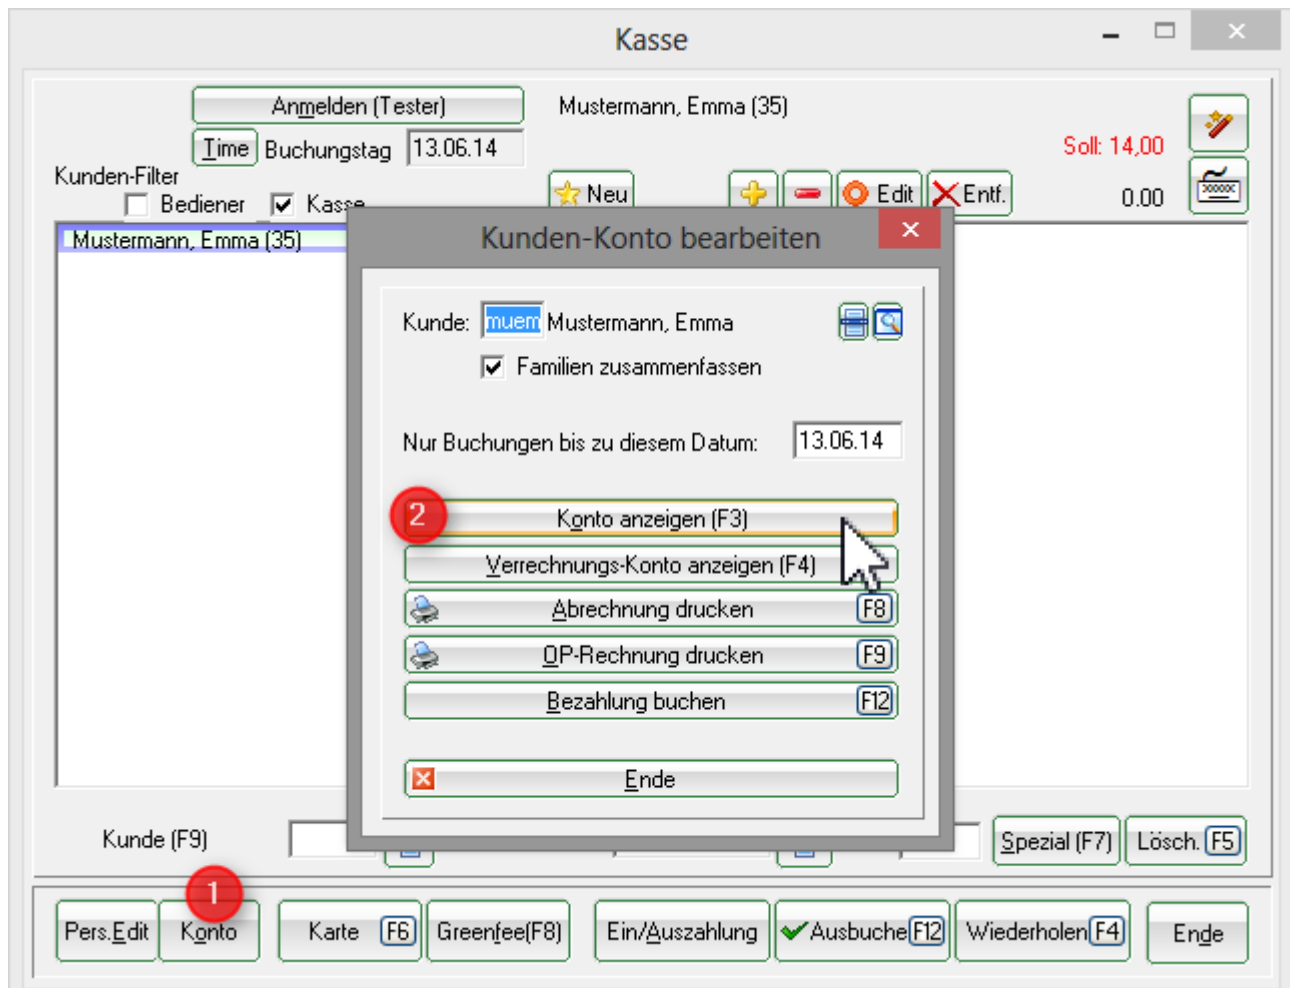 Kasse
Anmelden (Tester)
Mustermann, Emma (35)
Time Buchungstag 13.06.14
Soll: 14,00
Kunden-Filter
Bediener Kasse
Neu Edit Entf. 0.00
Mustermann, Emma (35)
Kunden-Konto bearbeiten
Kunde: muem Mustermann, Emma
Familien zusammenfassen
Nur Buchungen bis zu diesem Datum: 13.06.14
2 Konto anzeigen (F3)
Verrechnungs-Konto anzeigen (F4)
Abrechnung drucken F8
OP-Rechnung drucken F9
Bezahlung buchen F12
Ende
Kunde (F9) Spezial (F7) Lösch. F5
1
Pers.Edit Konto Karte F6 Greenfee(F8) Ein/Auszahlung Ausbuche F12 Wiederholen F4 Ende